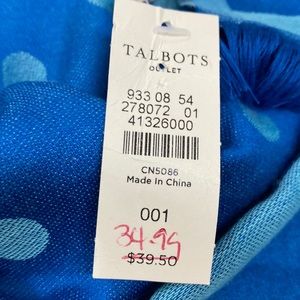 TALBOTS
OUTLET
933 08 54
278072 01
41326000
CN5086
Made In China
001
34.99
$39.50